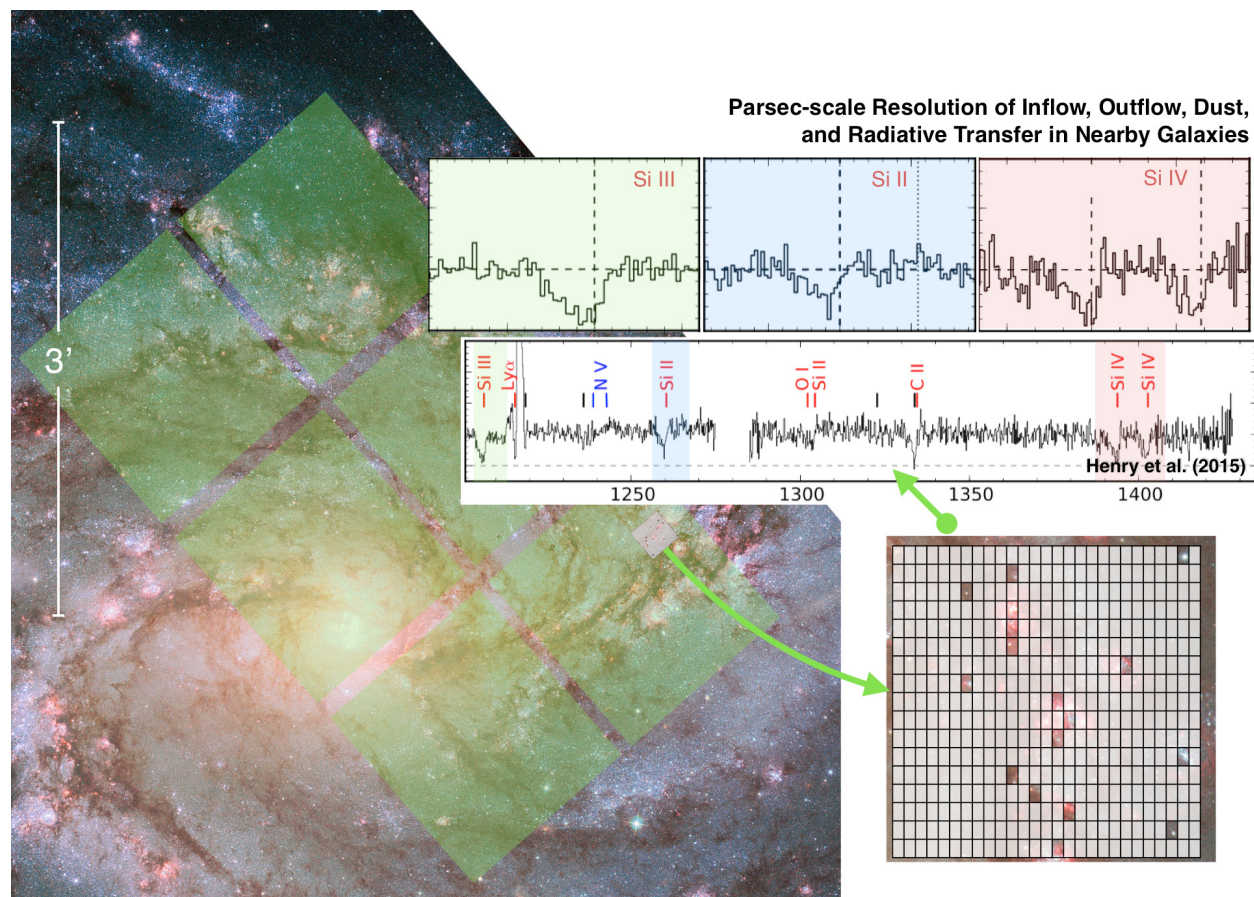 Parsec-scale Resolution of Inflow, Outflow, Dust,
and Radiative Transfer in Nearby Galaxies
Si III
Si II
Si IV
3’
Si III
Lyα
N V
Si II
O I
Si II
C II
Si IV
Si IV
Henry et al. (2015)
1250
1300
1350
1400